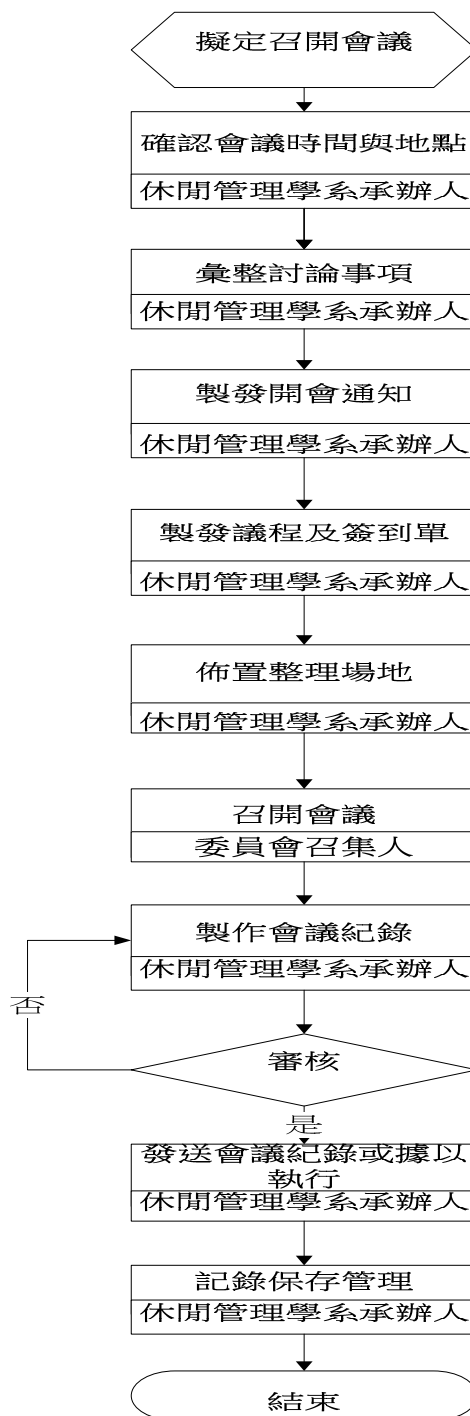 擬定召開會議
確認會議時間與地點
休閒管理學系承辦人
彙整討論事項
休閒管理學系承辦人
製發開會通知
休閒管理學系承辦人
製發議程及簽到單
休閒管理學系承辦人
佈置整理場地
休閒管理學系承辦人
召開會議
委員會召集人
製作會議紀錄
休閒管理學系承辦人
否
審核
是
發送會議紀錄或據以
執行
休閒管理學系承辦人
記錄保存管理
休閒管理學系承辦人
結束